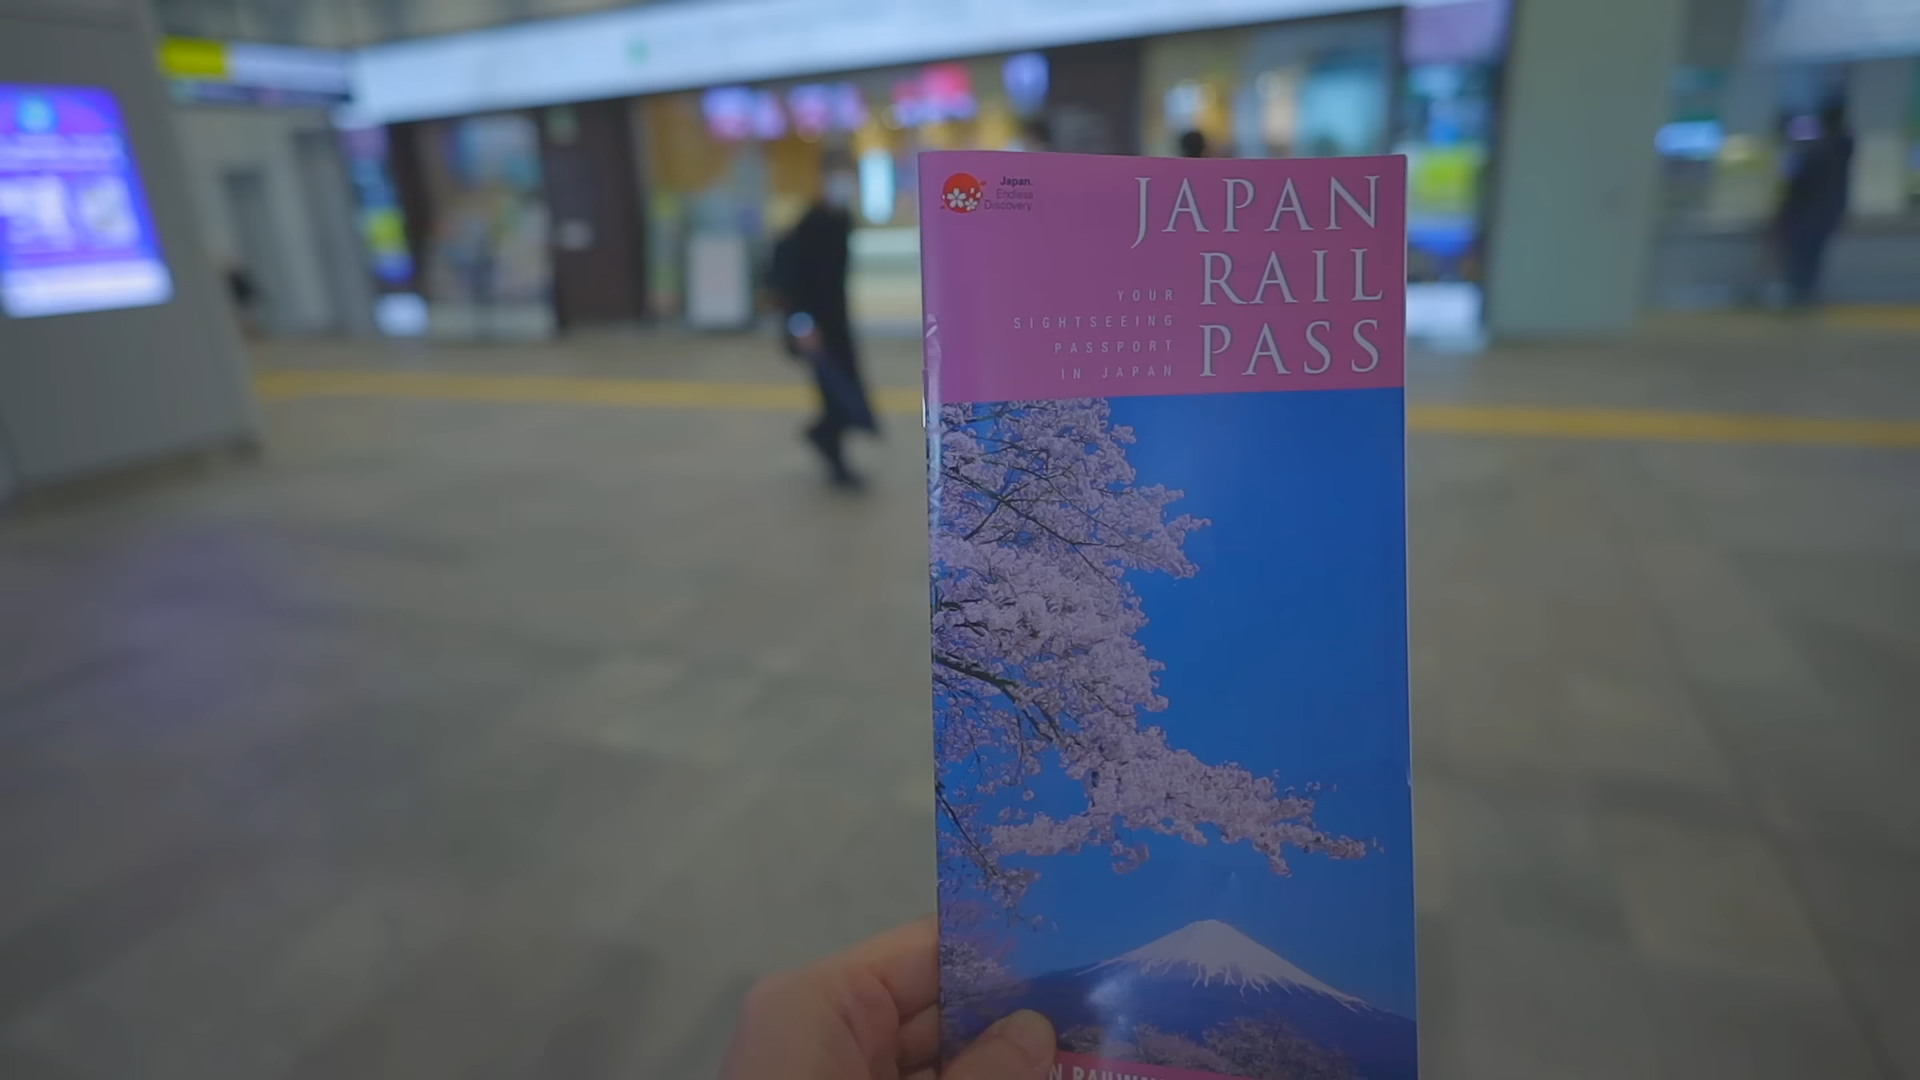 Japan.
Endless
Discovery.
JAPAN
RAIL
PASS
YOUR
SIGHTSEEING
PASSPORT
IN JAPAN